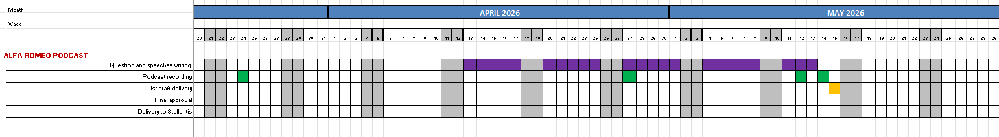 Month
APRIL 2026 MAY 2026
Week
20 21 22 23 24 25 26 27 28 29 30 31 1 2 3 4 5 6 7 8 9 10 11 12 13 14 15 16 17 18 19 20 21 22 23 24 25 26 27 28 29 30 1 2 3 4 5 6 7 8 9 10 11 12 13 14 15 16 17 18 19 20 21 22 23 24 25 26 27 28 29
ALFA ROMEO PODCAST
Question and speeches writing
Podcast recording
1st draft delivery
Final approval
Delivery to Stellantis